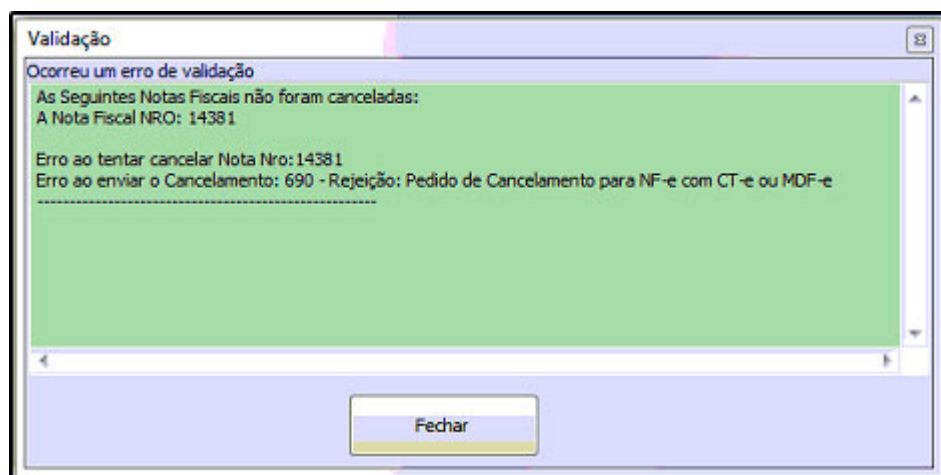 Validação
Ocorreu um erro de validação
As Seguintes Notas Fiscais não foram canceladas:
A Nota Fiscal NRO: 14381
Erro ao tentar cancelar Nota Nro:14381
Erro ao enviar o Cancelamento: 690 - Rejeição: Pedido de Cancelamento para NF-e com CT-e ou MDF-e
----------------------------------------------------
Fechar